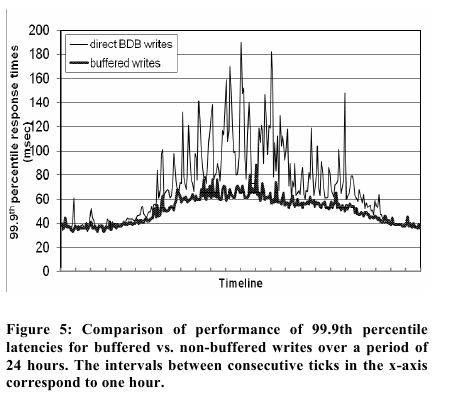 200
180
160
140
120
100
80
60
40
20
0
99.9th percentile response times
(msec)
direct BDB writes
buffered writes
Timeline
Figure 5: Comparison of performance of 99.9th percentile
latencies for buffered vs. non-buffered writes over a period of
24 hours. The intervals between consecutive ticks in the x-axis
correspond to one hour.